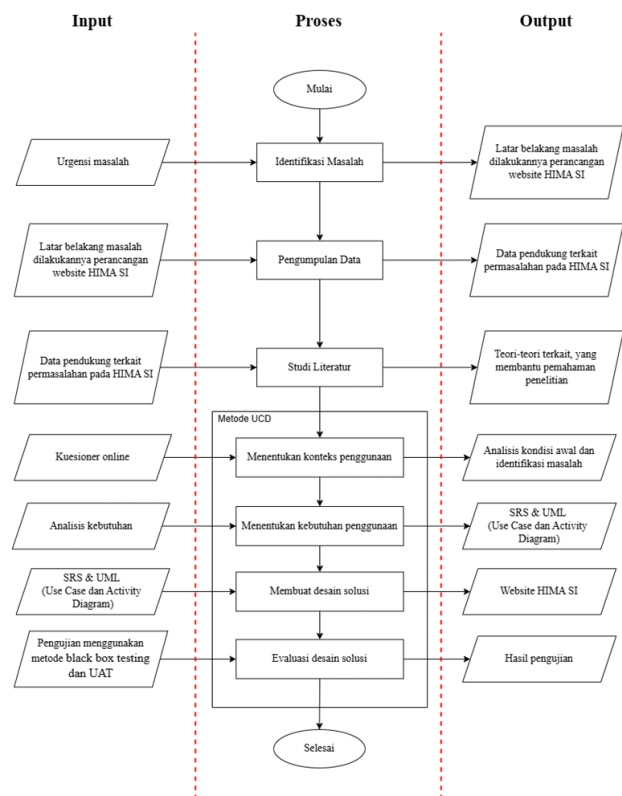 Input
Proses
Output
Mulai
Urgensi masalah
Identifikasi Masalah
Latar belakang masalah
dilakukannya perancangan
website HIMA SI
Latar belakang masalah
dilakukannya perancangan
website HIMA SI
Pengumpulan Data
Data pendukung terkait
permasalahan pada HIMA SI
Data pendukung terkait
permasalahan pada HIMA SI
Studi Literatur
Teori-teori terkait, yang
membantu pemahaman
penelitian
Metode UCD
Kuesioner online
Menentukan konteks penggunaan
Analisis kondisi awal dan
identifikasi masalah
Analisis kebutuhan
Menentukan kebutuhan penggunaan
SRS & UML
(Use Case dan Activity
Diagram)
SRS & UML
(Use Case dan Activity
Diagram)
Membuat desain solusi
Website HIMA SI
Pengujian menggunakan
metode black box testing
dan UAT
Evaluasi desain solusi
Hasil pengujian
Selesai